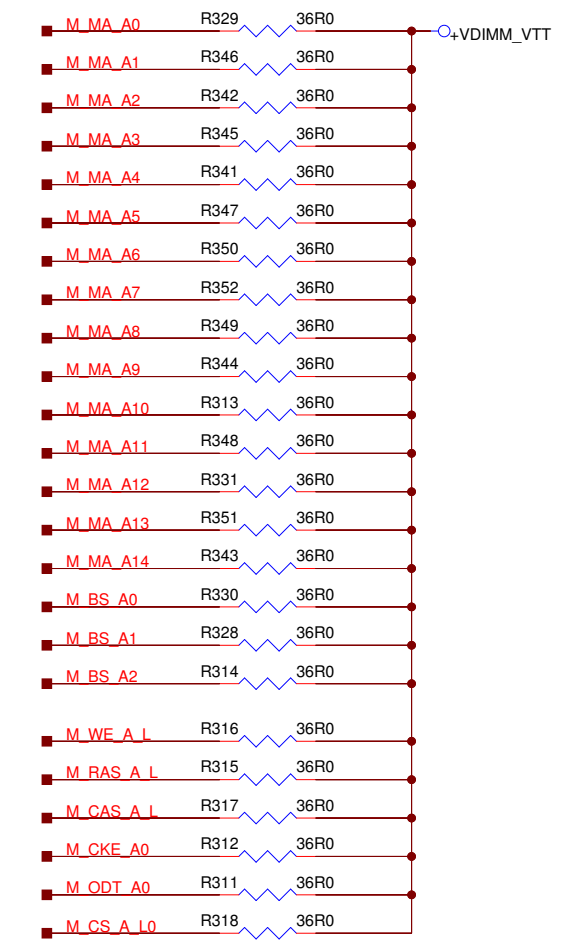 M_MA_A0 R329 36R0 +VDIMM_VTT
M_MA_A1 R346 36R0
M_MA_A2 R342 36R0
M_MA_A3 R345 36R0
M_MA_A4 R341 36R0
M_MA_A5 R347 36R0
M_MA_A6 R350 36R0
M_MA_A7 R352 36R0
M_MA_A8 R349 36R0
M_MA_A9 R344 36R0
M_MA_A10 R313 36R0
M_MA_A11 R348 36R0
M_MA_A12 R331 36R0
M_MA_A13 R351 36R0
M_MA_A14 R343 36R0
M_BS_A0 R330 36R0
M_BS_A1 R328 36R0
M_BS_A2 R314 36R0
M_WE_A_L R316 36R0
M_RAS_A_L R315 36R0
M_CAS_A_L R317 36R0
M_CKE_A0 R312 36R0
M_ODT_A0 R311 36R0
M_CS_A_L0 R318 36R0